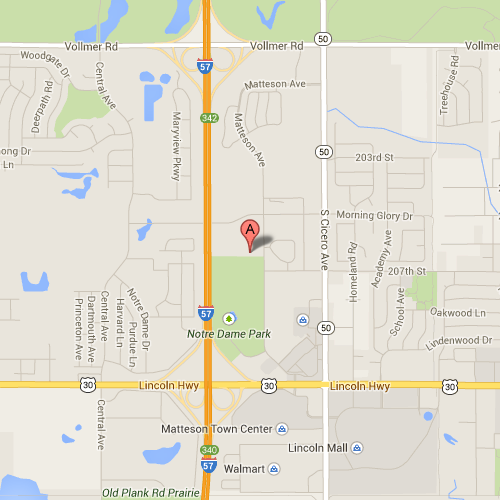 Vollmer Rd
Vollmer Rd
50
Vollmer
Woodgate Dr
57
Central Ave
Deerpath Rd
Matteson Ave
Treehouse Rd
342
Maryview Pkwy
Matteson Ave
50
203rd St
ong Dr
Ln
A
Morning Glory Dr
S Cicero Ave
Homeland Rd
Academy Ave
207th St
Notre Dame Dr
Purdue Ln
Harvard Ln
Central Ave
Dartmouth Ave
Princeton Ave
57
Notre Dame Park
50
School Ave
Oakwood Ln
Lindenwood Dr
30
Lincoln Hwy
30
Lincoln Hwy
30
Central Ave
Matteson Town Center
340
Lincoln Mall
57
Walmart
Old Plank Rd Prairie
50